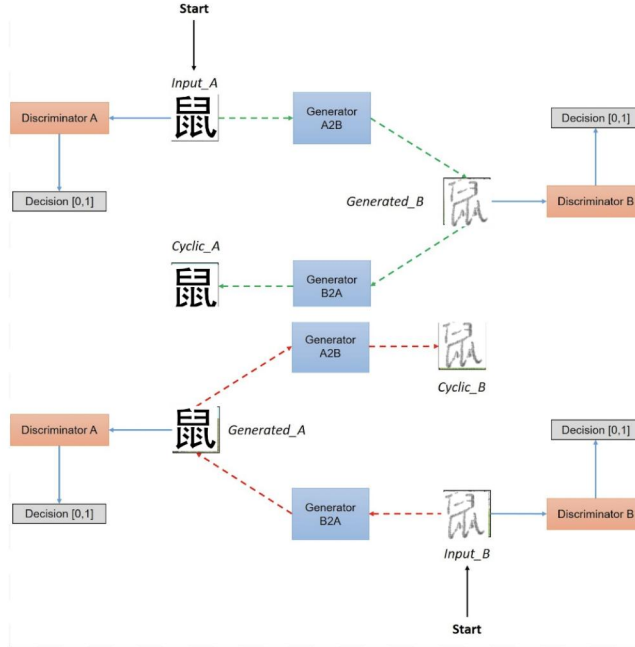 Start
Input_A
Discriminator A
鼠
Generator
A2B
Decision [0,1]
Decision [0,1]
Generated_B
鼠
Discriminator B
Cyclic_A
鼠
Generator
B2A
Generator
A2B
鼠
Cyclic_B
Discriminator A
鼠
Generated_A
Decision [0,1]
Decision [0,1]
Generator
B2A
鼠
Discriminator B
Input_B
Start